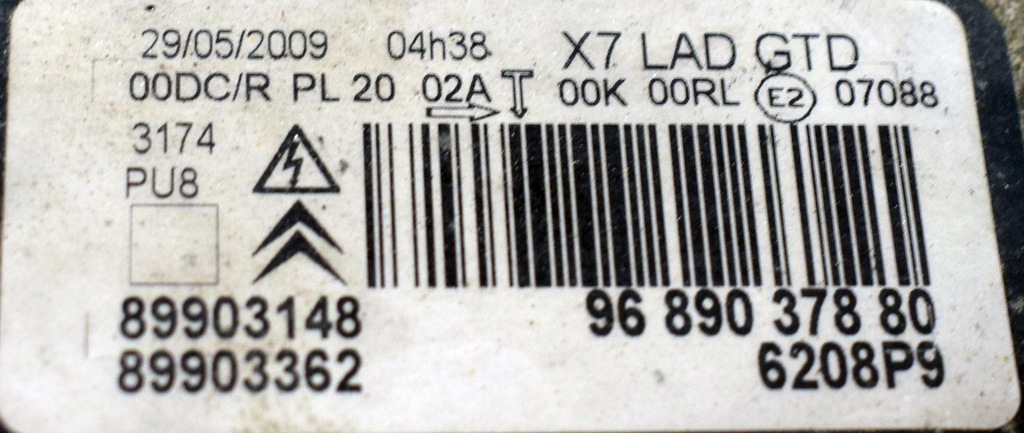 29/05/2009 04h38 X7 LAD GTD
00DC/R PL 20 02A 00K 00RL E2 07088
3174
PU8
89903148 96 890 378 80
89903362 6208P9